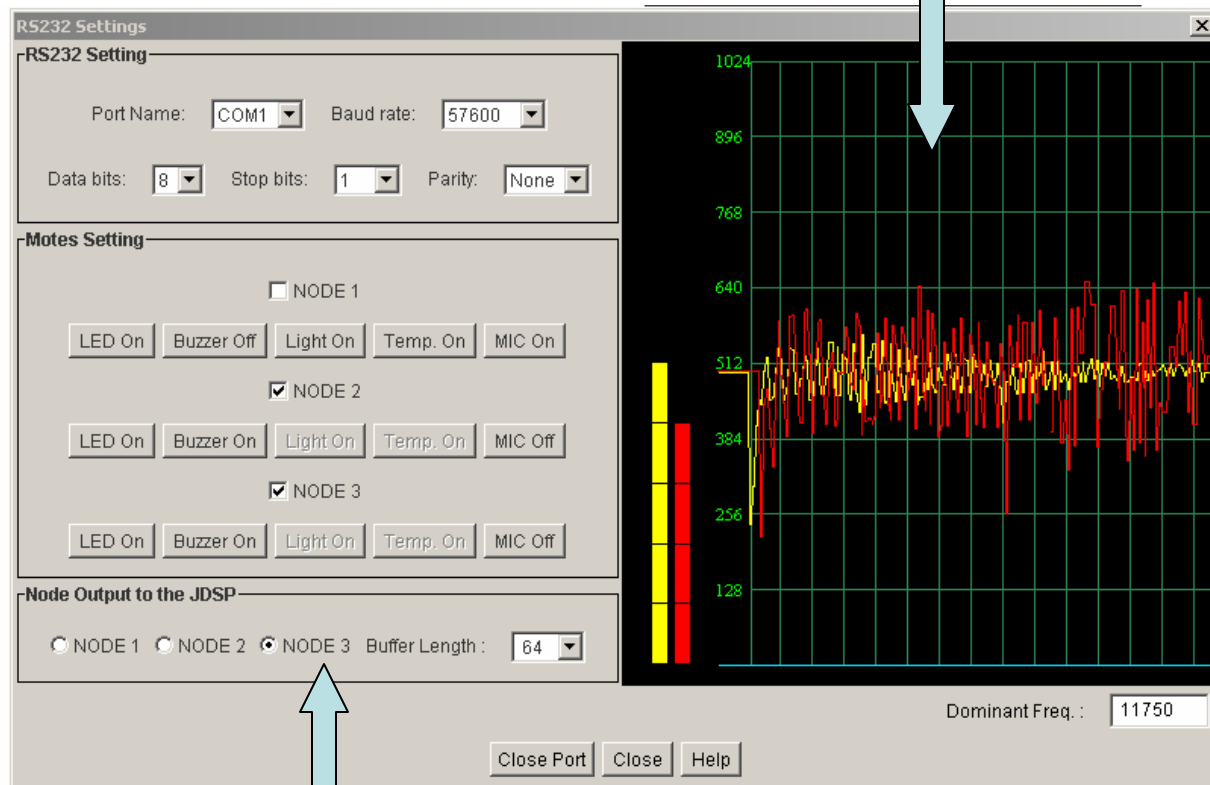 RS232 Settings
RS232 Setting
Port Name: COM1 Baud rate: 57600
Data bits: 8 Stop bits: 1 Parity: None
Motes Setting
NODE 1
LED On Buzzer Off Light On Temp. On MIC On
NODE 2
LED On Buzzer On Light On Temp. On MIC Off
NODE 3
LED On Buzzer On Light On Temp. On MIC Off
Node Output to the JDSP
NODE 1 NODE 2 NODE 3 Buffer Length : 64
1024
896
768
640
512
384
256
128
Dominant Freq. : 11750
Close Port Close Help